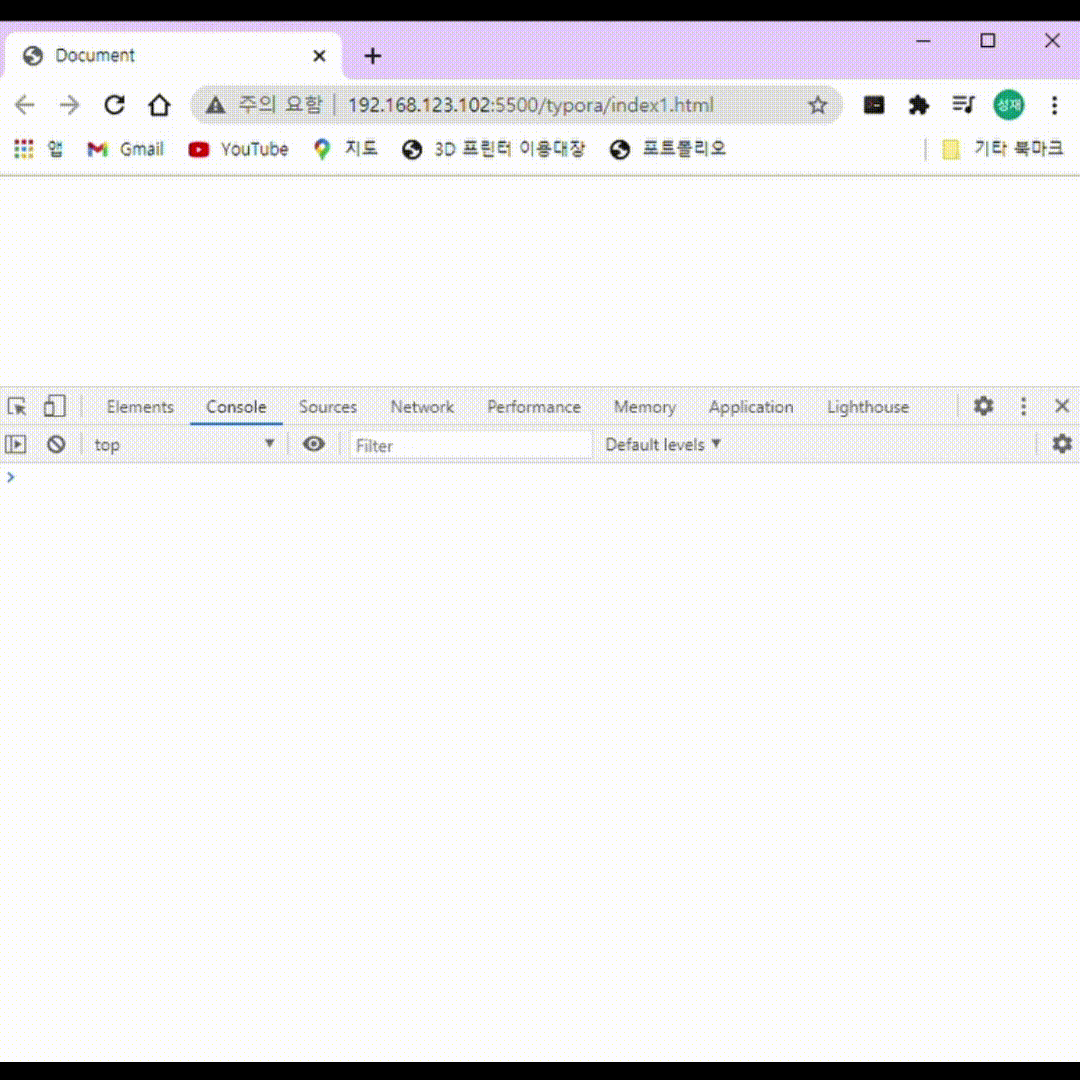 Document
주의 요함 | 192.168.123.102:5500/typora/index1.html 성재
앱 Gmail YouTube 지도 3D 프린터 이용대장 포트폴리오 기타 북마크
Elements Console Sources Network Performance Memory Application Lighthouse
top Filter Default levels